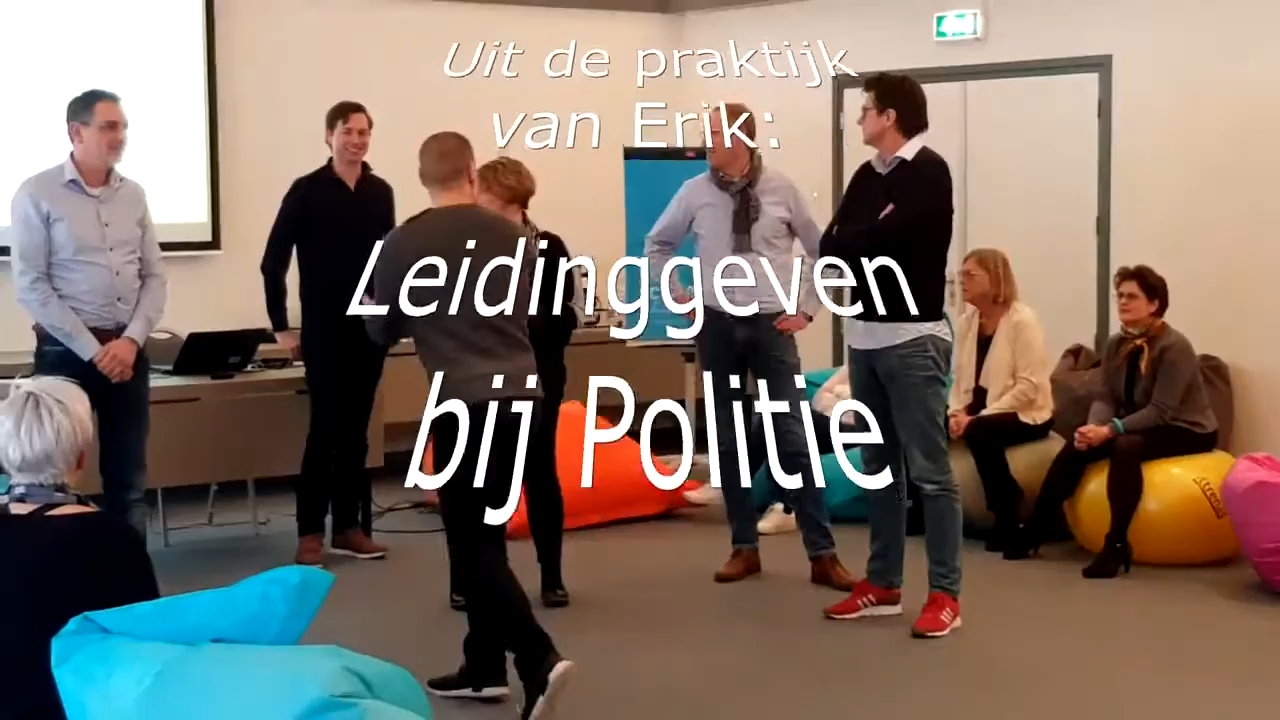 Uit de praktijk
van Erik:
Leidinggeven
bij Politie